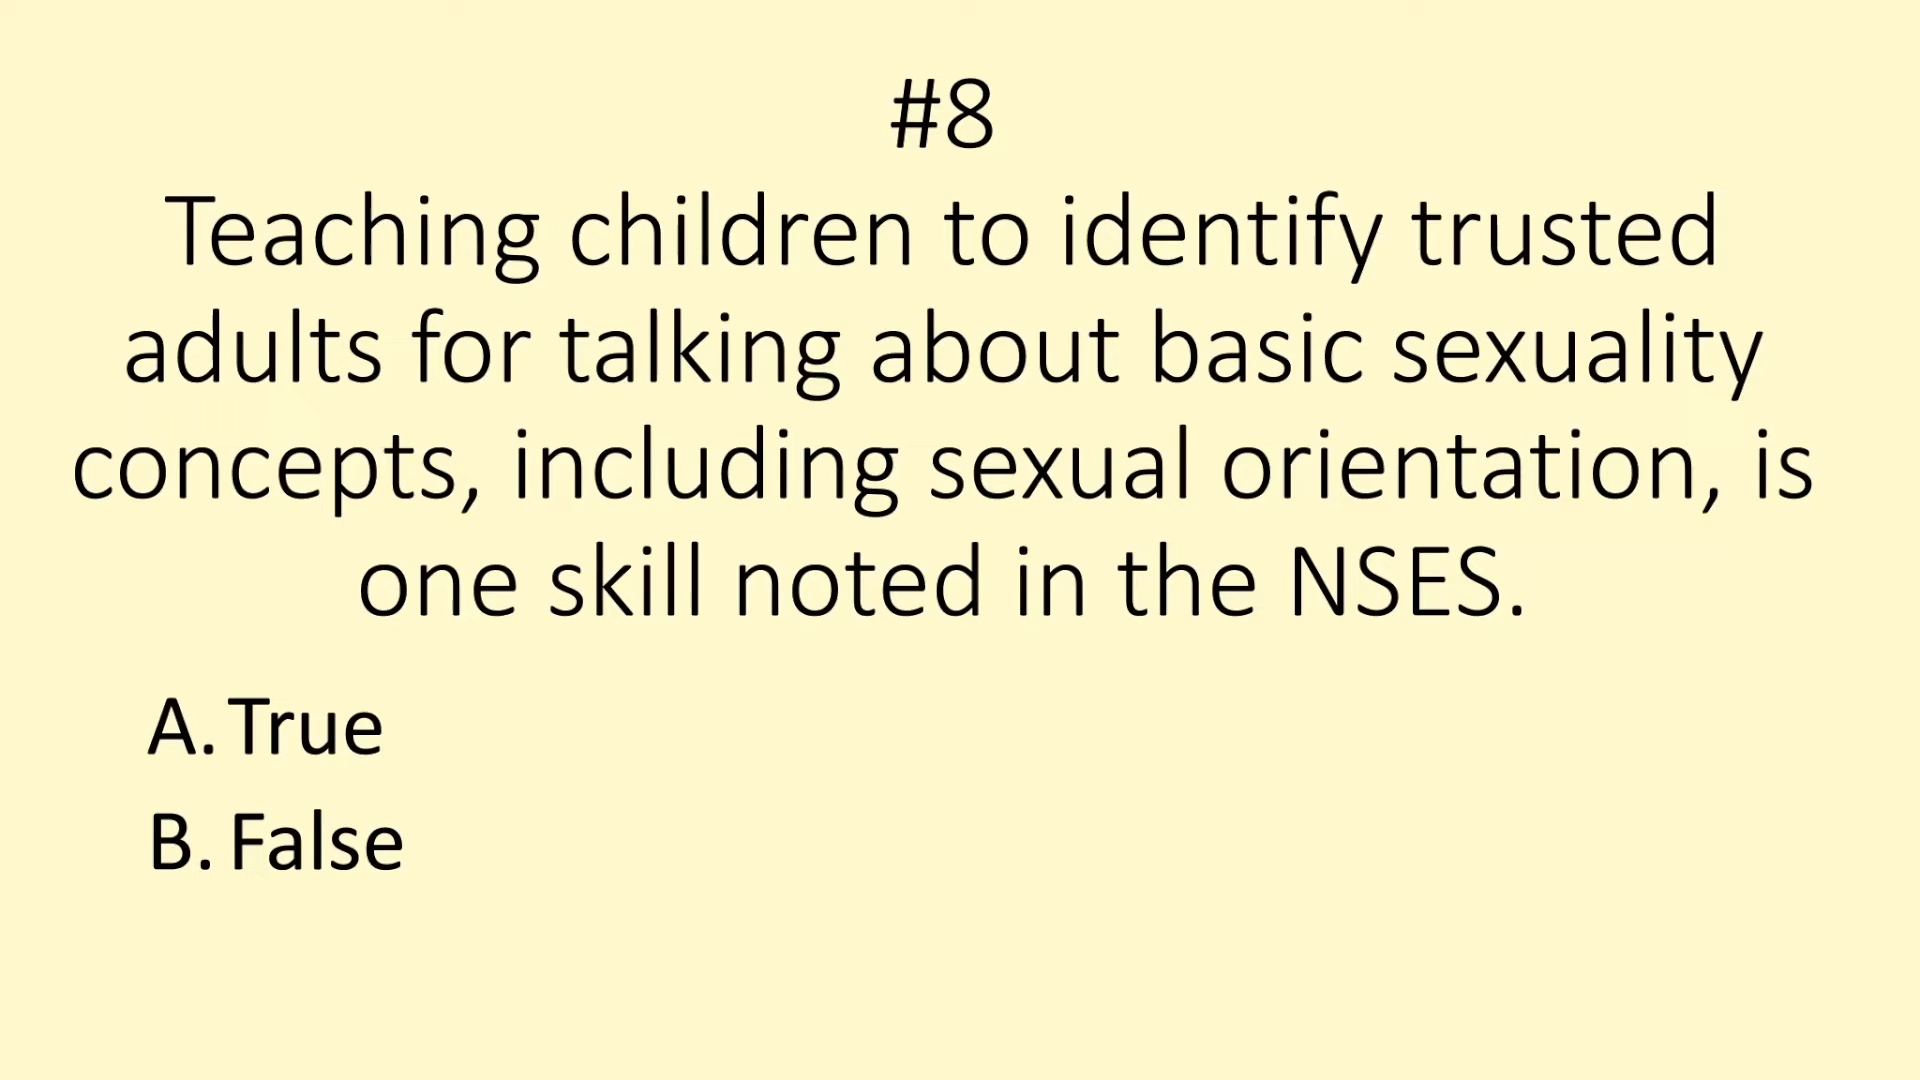 #8
Teaching children to identify trusted
adults for talking about basic sexuality
concepts, including sexual orientation, is
one skill noted in the NSES.
A. True
B. False